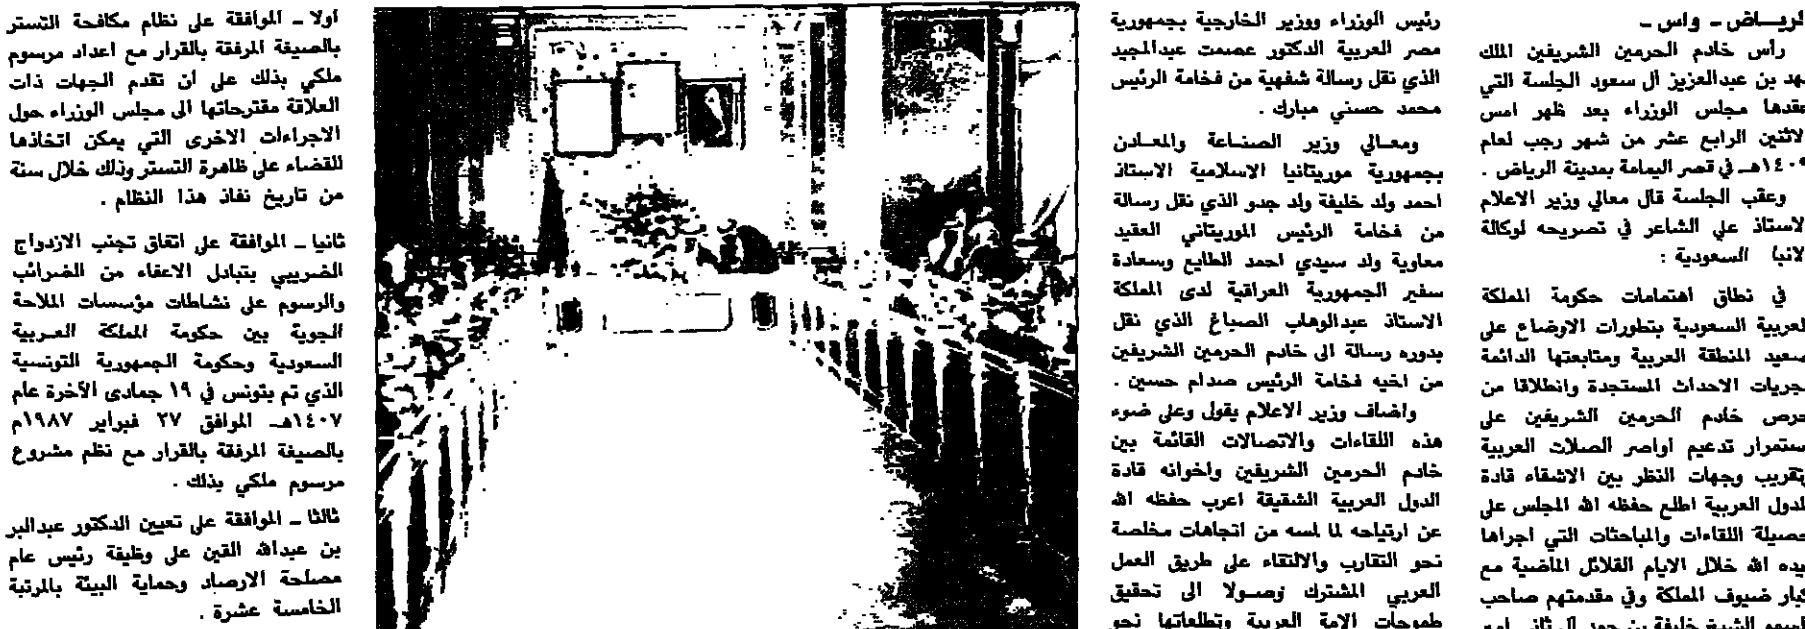 الريـــاض ـ واس ـ
رأس خادم الحرمين الشريفين الملك
فهد بن عبدالعزيز آل سعود الجلسة التي
عقدها مجلس الوزراء بعد ظهر امس
الاثنين الرابع عشر من شهر رجب لعام
١٤٠٩هـ في قصر اليمامة بمدينة الرياض .
وعقب الجلسة قال معالي وزير الاعلام
الاستاذ علي الشاعر في تصريحه لوكالة
الانبا السعودية :
في نطاق اهتمامات حكومة المملكة
العربية السعودية بتطورات الاوضاع على
صعيد المنطقة العربية ومتابعتها الدائمة
لمجريات الاحداث المستجدة وانطلاقا من
حرص خادم الحرمين الشريفين على
استمرار تدعيم اواصر الصلات العربية
وتقريب وجهات النظر بين الاشقاء قادة
الدول العربية اطلع حفظه الله المجلس على
حصيلة اللقاءات والمباحثات التي اجراها
ايده الله خلال الايام القلائل الماضية مع
كبار ضيوف المملكة وفي مقدمتهم صاحب
السمو الشيخ خليفة بن حمد آل ثاني امير
رئيس الوزراء ووزير الخارجية بجمهورية
مصر العربية الدكتور عصمت عبدالمجيد
الذي نقل رسالة شفهية من فخامة الرئيس
محمد حسني مبارك .
ومعـالي وزير الصنـاعة والمعـادن
بجمهورية موريتانيا الاسلامية الاستاذ
احمد ولد خليفة ولد جدو الذي نقل رسالة
من فخامة الرئيس الموريتاني العقيد
معاوية ولد سيدي احمد الطايع وسعادة
سفير الجمهورية العراقية لدى المملكة
الاستاذ عبدالوهاب الصباغ الذي نقل
بدوره رسالة الى خادم الحرمين الشريفين
من اخيه فخامة الرئيس صدام حسين .
واضاف وزير الاعلام يقول وعلى ضوء
هذه اللقاءات والاتصالات القائمة بين
خادم الحرمين الشريفين واخوانه قادة
الدول العربية الشقيقة اعرب حفظه الله
عن ارتياحه لما لمسه من اتجاهات مخلصة
نحو التقارب والالتقاء على طريق العمل
العربي المشترك وصـولا الى تحقيق
طموحات الامة العربية وتطلعاتها نحو
اولا ـ الموافقة على نظام مكافحة التستر
بالصيغة المرفقة بالقرار مع اعداد مرسوم
ملكي بذلك على ان تقدم الجهات ذات
العلاقة مقترحاتها الى مجلس الوزراء حول
الاجراءات الاخرى التي يمكن اتخاذها
للقضاء على ظاهرة التستر وذلك خلال سنة
من تاريخ نفاذ هذا النظام .
ثانيا ـ الموافقة على اتفاق تجنب الازدواج
الضريبي بتبادل الاعفاء من الضرائب
والرسوم على نشاطات مؤسسات الملاحة
الجوية بين حكومة المملكة العـربية
السعودية وحكومة الجمهورية التونسية
الذي تم بتونس في ١٩ جمادى الآخرة عام
١٤٠٧هـ الموافق ٢٧ فبراير ١٩٨٧م
بالصيغة المرفقة بالقرار مع نظم مشروع
مرسوم ملكي بذلك .
ثالثا ـ الموافقة على تعيين الدكتور عبدالبر
بن عبدالله القين على وظيفة رئيس عام
مصلحة الارصاد وحماية البيئة بالمرتبة
الخامسة عشرة .